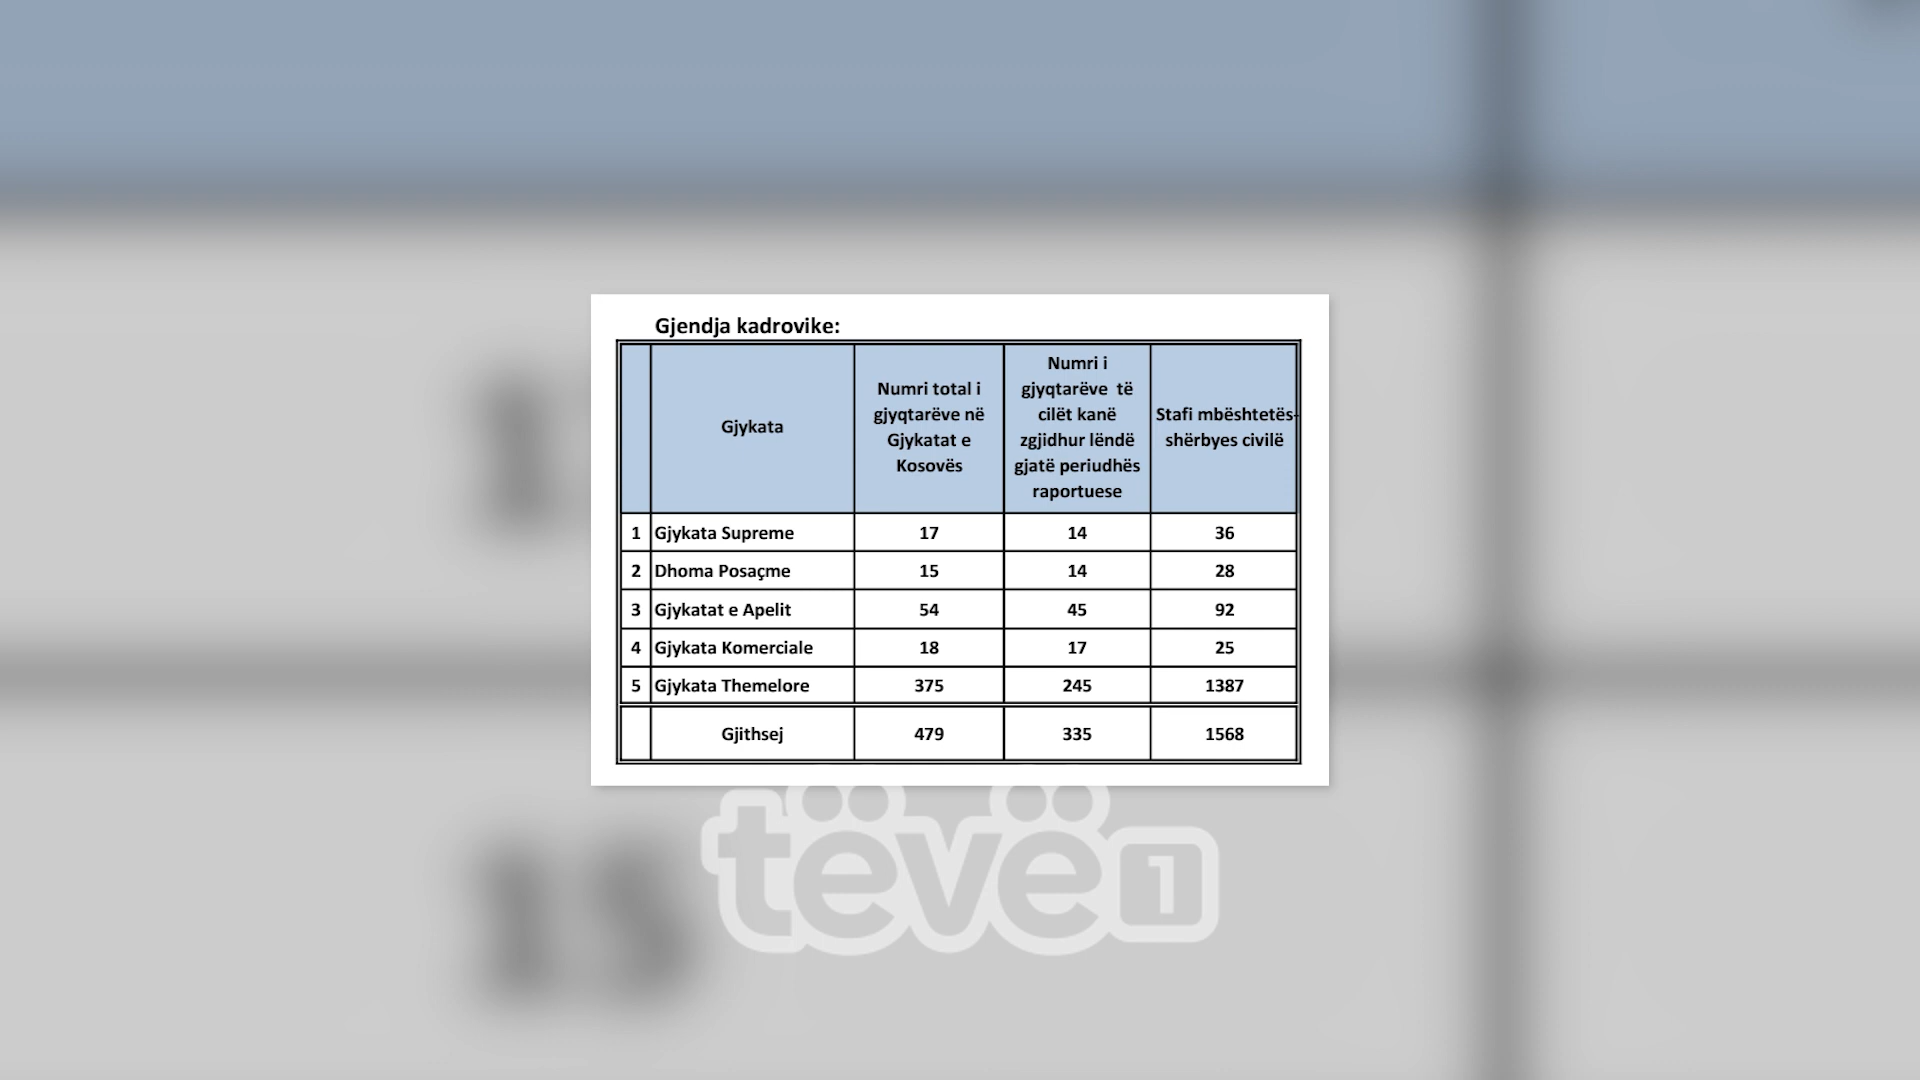 Gjendja kadrovike:
Gjykata
Numri total i
gjyqtarëve në
Gjykatat e
Kosovës
Numri i
gjyqtarëve të
cilët kanë
zgjidhur lëndë
gjatë periudhës
raportuese
Stafi mbështetës-
shërbyes civilë
1 Gjykata Supreme 17 14 36
2 Dhoma Posaçme 15 14 28
3 Gjykatat e Apelit 54 45 92
4 Gjykata Komerciale 18 17 25
5 Gjykata Themelore 375 245 1387
Gjithsej 479 335 1568
tëvë1
15